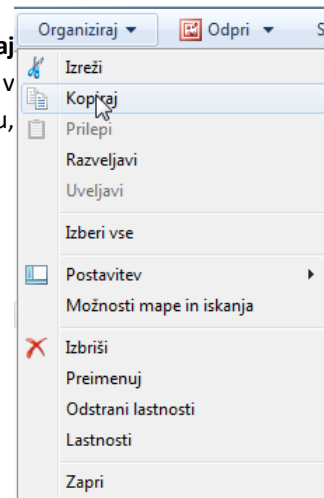 Organiziraj Odpri
Izreži
Kopiraj
Prilepi
Razveljavi
Uveljavi
Izberi vse
Postavitev
Možnosti mape in iskanja
Izbriši
Preimenuj
Odstrani lastnosti
Lastnosti
Zapri